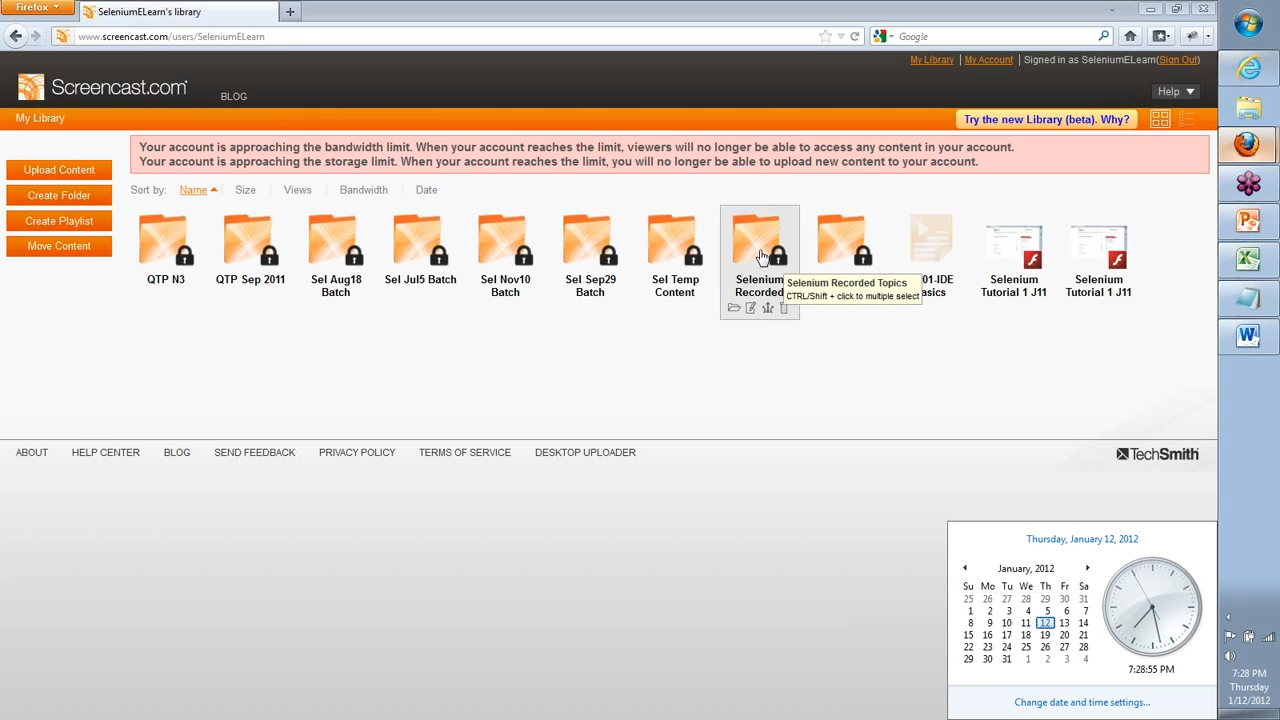 Firefox
SeleniumELearn's library
www.screencast.com/users/SeleniumELearn
Google
My Library | My Account | Signed in as SeleniumELearn(Sign Out)
Screencast.com
BLOG
Help
My Library
Try the new Library (beta). Why?
Your account is approaching the bandwidth limit. When your account reaches the limit, viewers will no longer be able to access any content in your account.
Your account is approaching the storage limit. When your account reaches the limit, you will no longer be able to upload new content to your account.
Upload Content
Create Folder
Create Playlist
Move Content
Sort by: Name Size Views Bandwidth Date
QTP N3
QTP Sep 2011
Sel Aug18
Batch
Sel Jul5 Batch
Sel Nov10
Batch
Sel Sep29
Batch
Sel Temp
Content
Selenium
Recorded
Selenium Recorded Topics
CTRL/Shift + click to multiple select
01-IDE
Selenium
Tutorial 1 J11
Selenium
Tutorial 1 J11
ABOUT HELP CENTER BLOG SEND FEEDBACK PRIVACY POLICY TERMS OF SERVICE DESKTOP UPLOADER
TechSmith
Thursday, January 12, 2012
January, 2012
Su Mo Tu We Th Fr Sa
25 26 27 28 29 30 31
1 2 3 4 5 6 7
8 9 10 11 12 13 14
15 16 17 18 19 20 21
22 23 24 25 26 27 28
29 30 31 1 2 3 4
7:28:55 PM
Change date and time settings...
7:28 PM
Thursday
1/12/2012